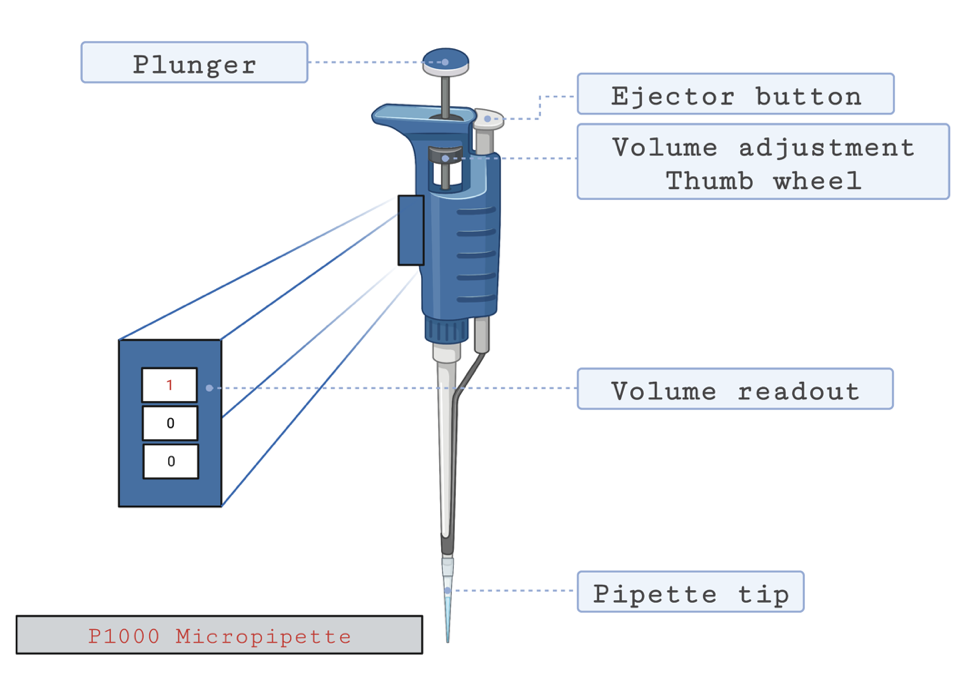 Plunger
Ejector button
Volume adjustment
Thumb wheel
1
0
0
Volume readout
Pipette tip
P1000 Micropipette